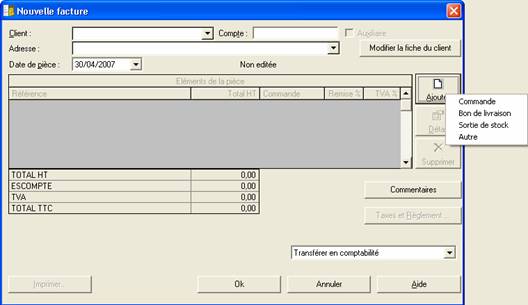 Nouvelle facture
Client : Compte : Auxiliaire
Adresse : Modifier la fiche du client
Date de pièce : 30/04/2007 Non editée
Eléments de la pièce
Référence Total HT Commande Remise % TVA %
Ajoute
Commande
Bon de livraison
Sortie de stock
Autre
Détail
Supprimer
TOTAL HT 0,00
ESCOMPTE 0,00
TVA 0,00
TOTAL TTC 0,00
Commentaires
Taxes et Règlement...
Transférer en comptabilité
Imprimer... Ok Annuler Aide